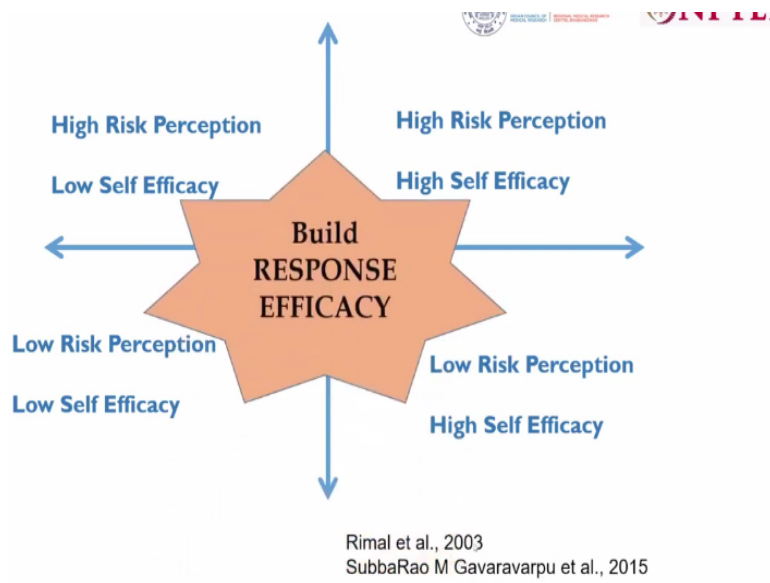 High Risk Perception
Low Self Efficacy
High Risk Perception
High Self Efficacy
Build
RESPONSE
EFFICACY
Low Risk Perception
Low Self Efficacy
Low Risk Perception
High Self Efficacy
Rimal et al., 2003
SubbaRao M Gavaravarpu et al., 2015